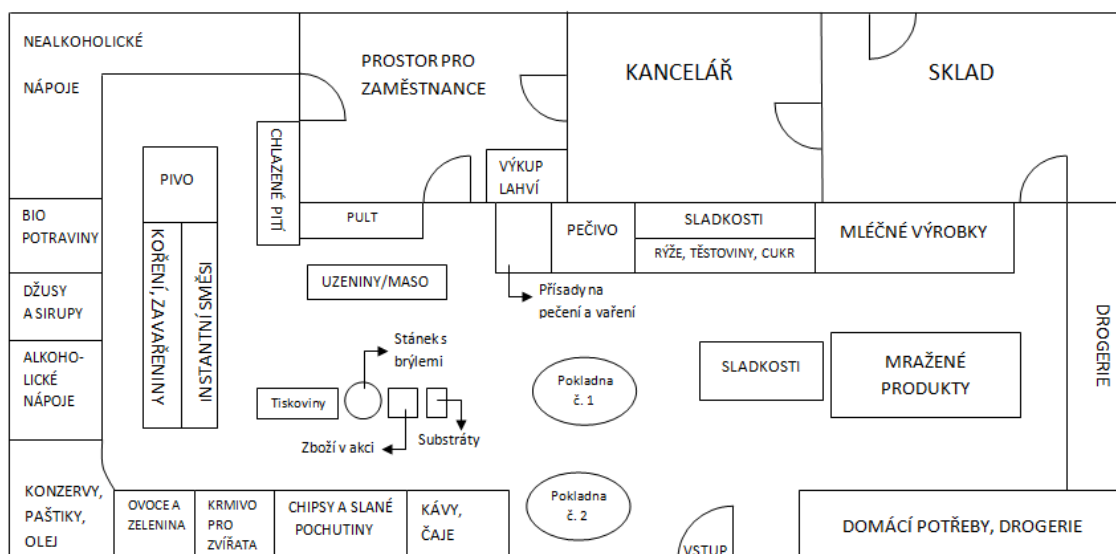 NEALKOHOLICKÉ
NÁPOJE
PROSTOR PRO
ZAMĚSTNANCE
KANCELÁŘ
SKLAD
CHLAZENÉ PITÍ
PIVO
VÝKUP
LAHVÍ
BIO
POTRAVINY
PULT
PEČIVO
SLADKOSTI
RÝŽE, TĚSTOVINY, CUKR
MLÉČNÉ VÝROBKY
KOŘENÍ, ZAVAŘENINY
INSTANTNÍ SMĚSI
UZENINY/MASO
Přísady na
pečení a vaření
DŽUSY
A SIRUPY
DROGERIE
Stánek s
brýlemi
ALKOHO-
LICKÉ
NÁPOJE
SLADKOSTI
MRAŽENÉ
PRODUKTY
Pokladna
č. 1
Tiskoviny
Zboží v akci
Substráty
KONZERVY,
PAŠTIKY,
OLEJ
OVOCE A
ZELENINA
KRMIVO
PRO
ZVÍŘATA
CHIPSY A SLANÉ
POCHUTINY
KÁVY,
ČAJE
Pokladna
č. 2
VSTUP
DOMÁCÍ POTŘEBY, DROGERIE